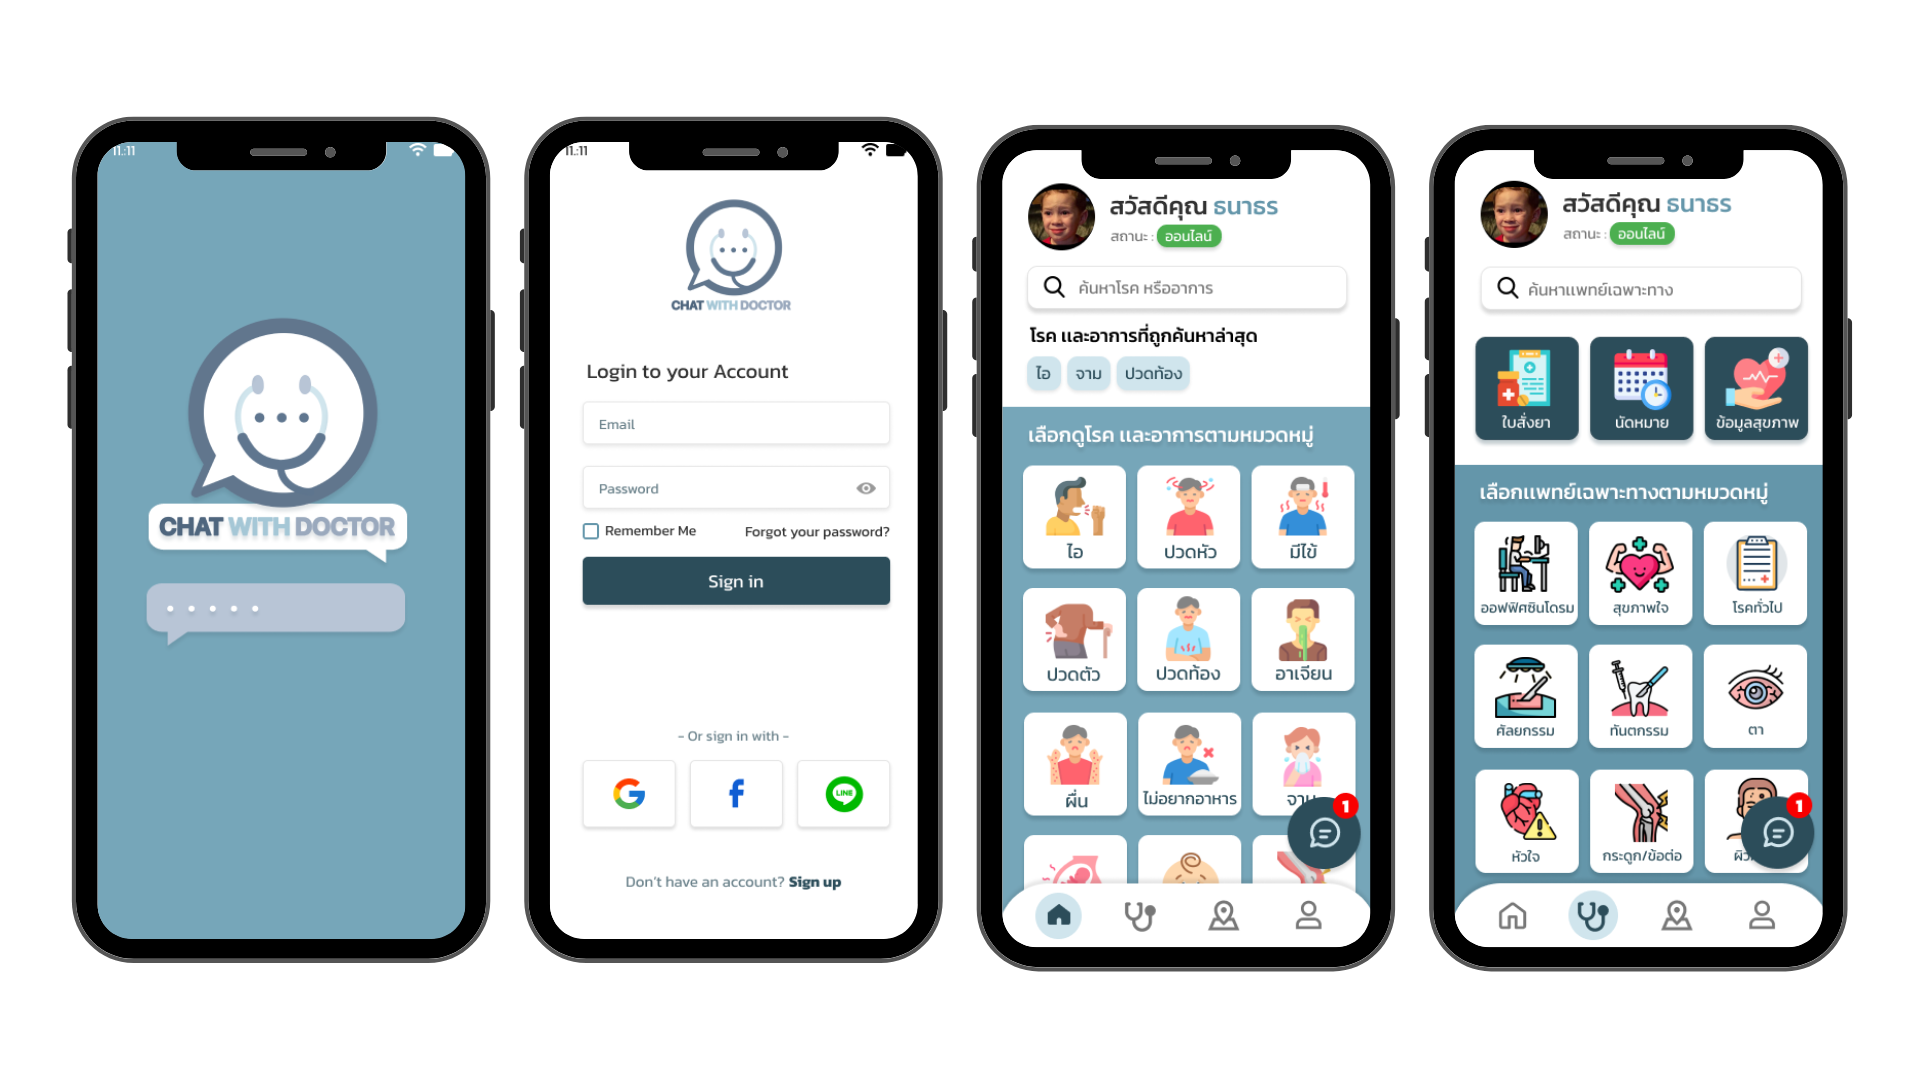 11:11
CHAT WITH DOCTOR
11:11
CHAT WITH DOCTOR
Login to your Account
Email
Password
Remember Me
Forgot your password?
Sign in
- Or sign in with -
LINE
Don't have an account? Sign up
สวัสดีคุณ ธนาธร
สถานะ : ออนไลน์
ค้นหาโรค หรืออาการ
โรค และอาการที่ถูกค้นหาล่าสุด
ไอ จาม ปวดท้อง
เลือกดูโรค และอาการตามหมวดหมู่
ไอ ปวดหัว มีไข้
ปวดตัว ปวดท้อง อาเจียน
ผื่น ไม่อยากอาหาร จาม
1
สวัสดีคุณ ธนาธร
สถานะ : ออนไลน์
ค้นหาแพทย์เฉพาะทาง
ใบสั่งยา นัดหมาย ข้อมูลสุขภาพ
เลือกแพทย์เฉพาะทางตามหมวดหมู่
ออฟฟิศซินโดรม สุขภาพใจ โรคทั่วไป
ศัลยกรรม ทันตกรรม ตา
หัวใจ กระดูก/ข้อต่อ
1